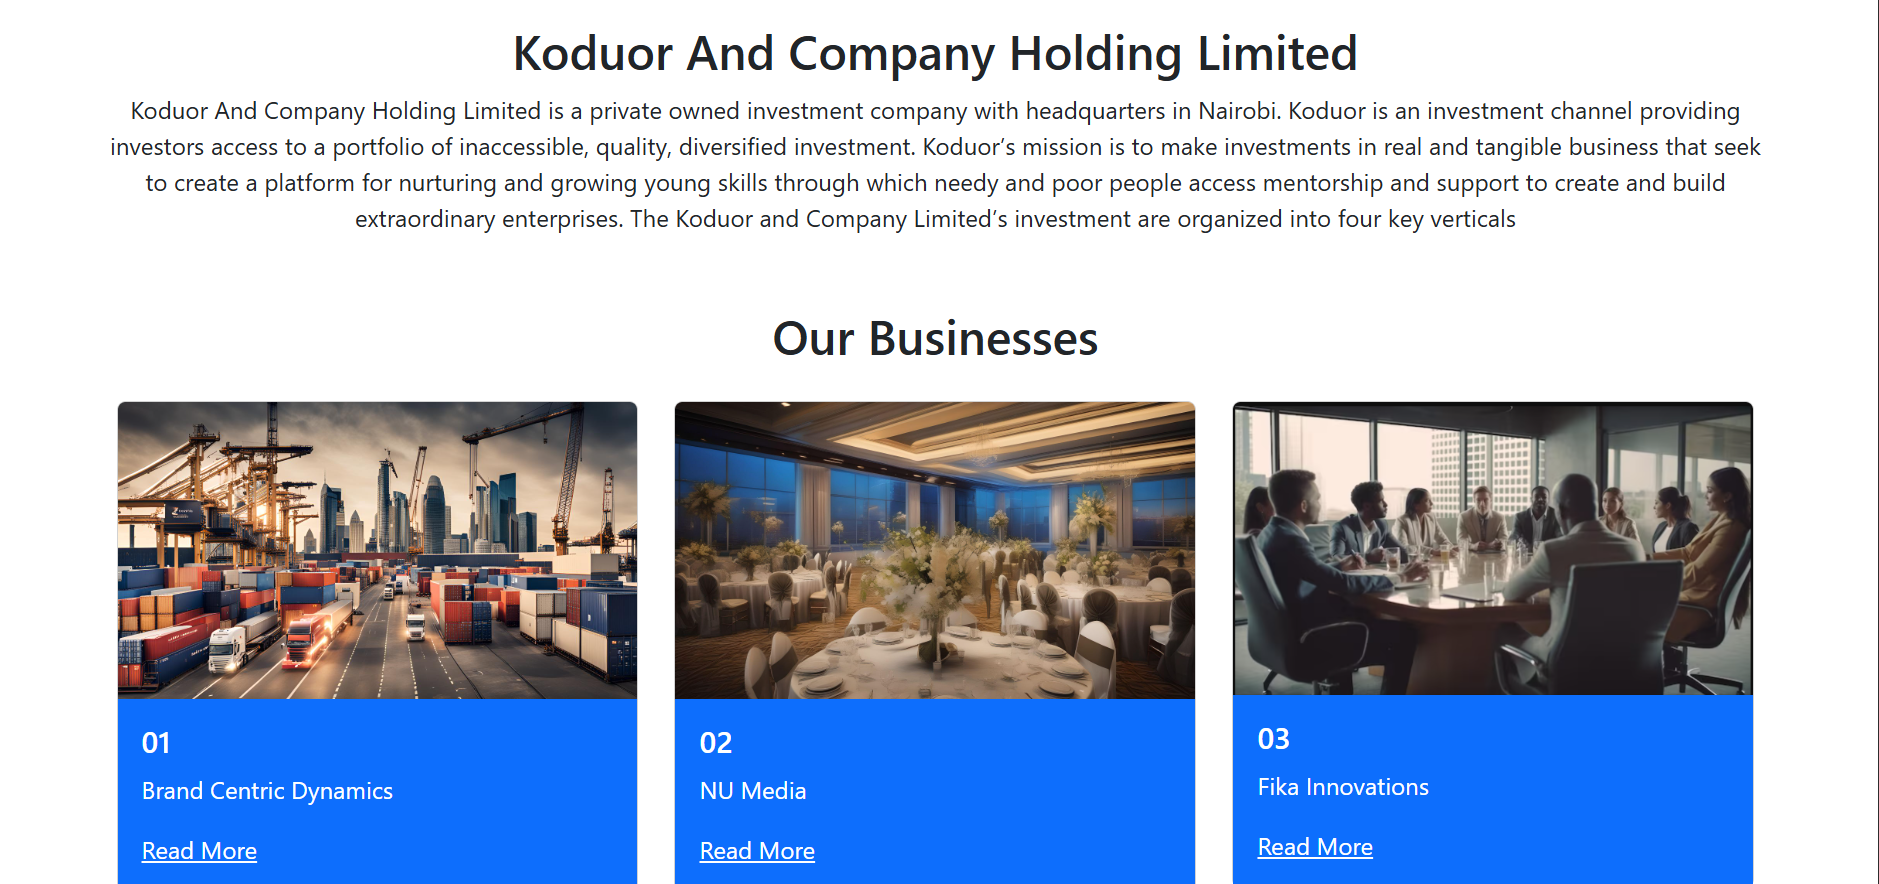 Koduor And Company Holding Limited
Koduor And Company Holding Limited is a private owned investment company with headquarters in Nairobi. Koduor is an investment channel providing
investors access to a portfolio of inaccessible, quality, diversified investment. Koduor’s mission is to make investments in real and tangible business that seek
to create a platform for nurturing and growing young skills through which needy and poor people access mentorship and support to create and build
extraordinary enterprises. The Koduor and Company Limited’s investment are organized into four key verticals
Our Businesses
01
Brand Centric Dynamics
Read More
02
NU Media
Read More
03
Fika Innovations
Read More